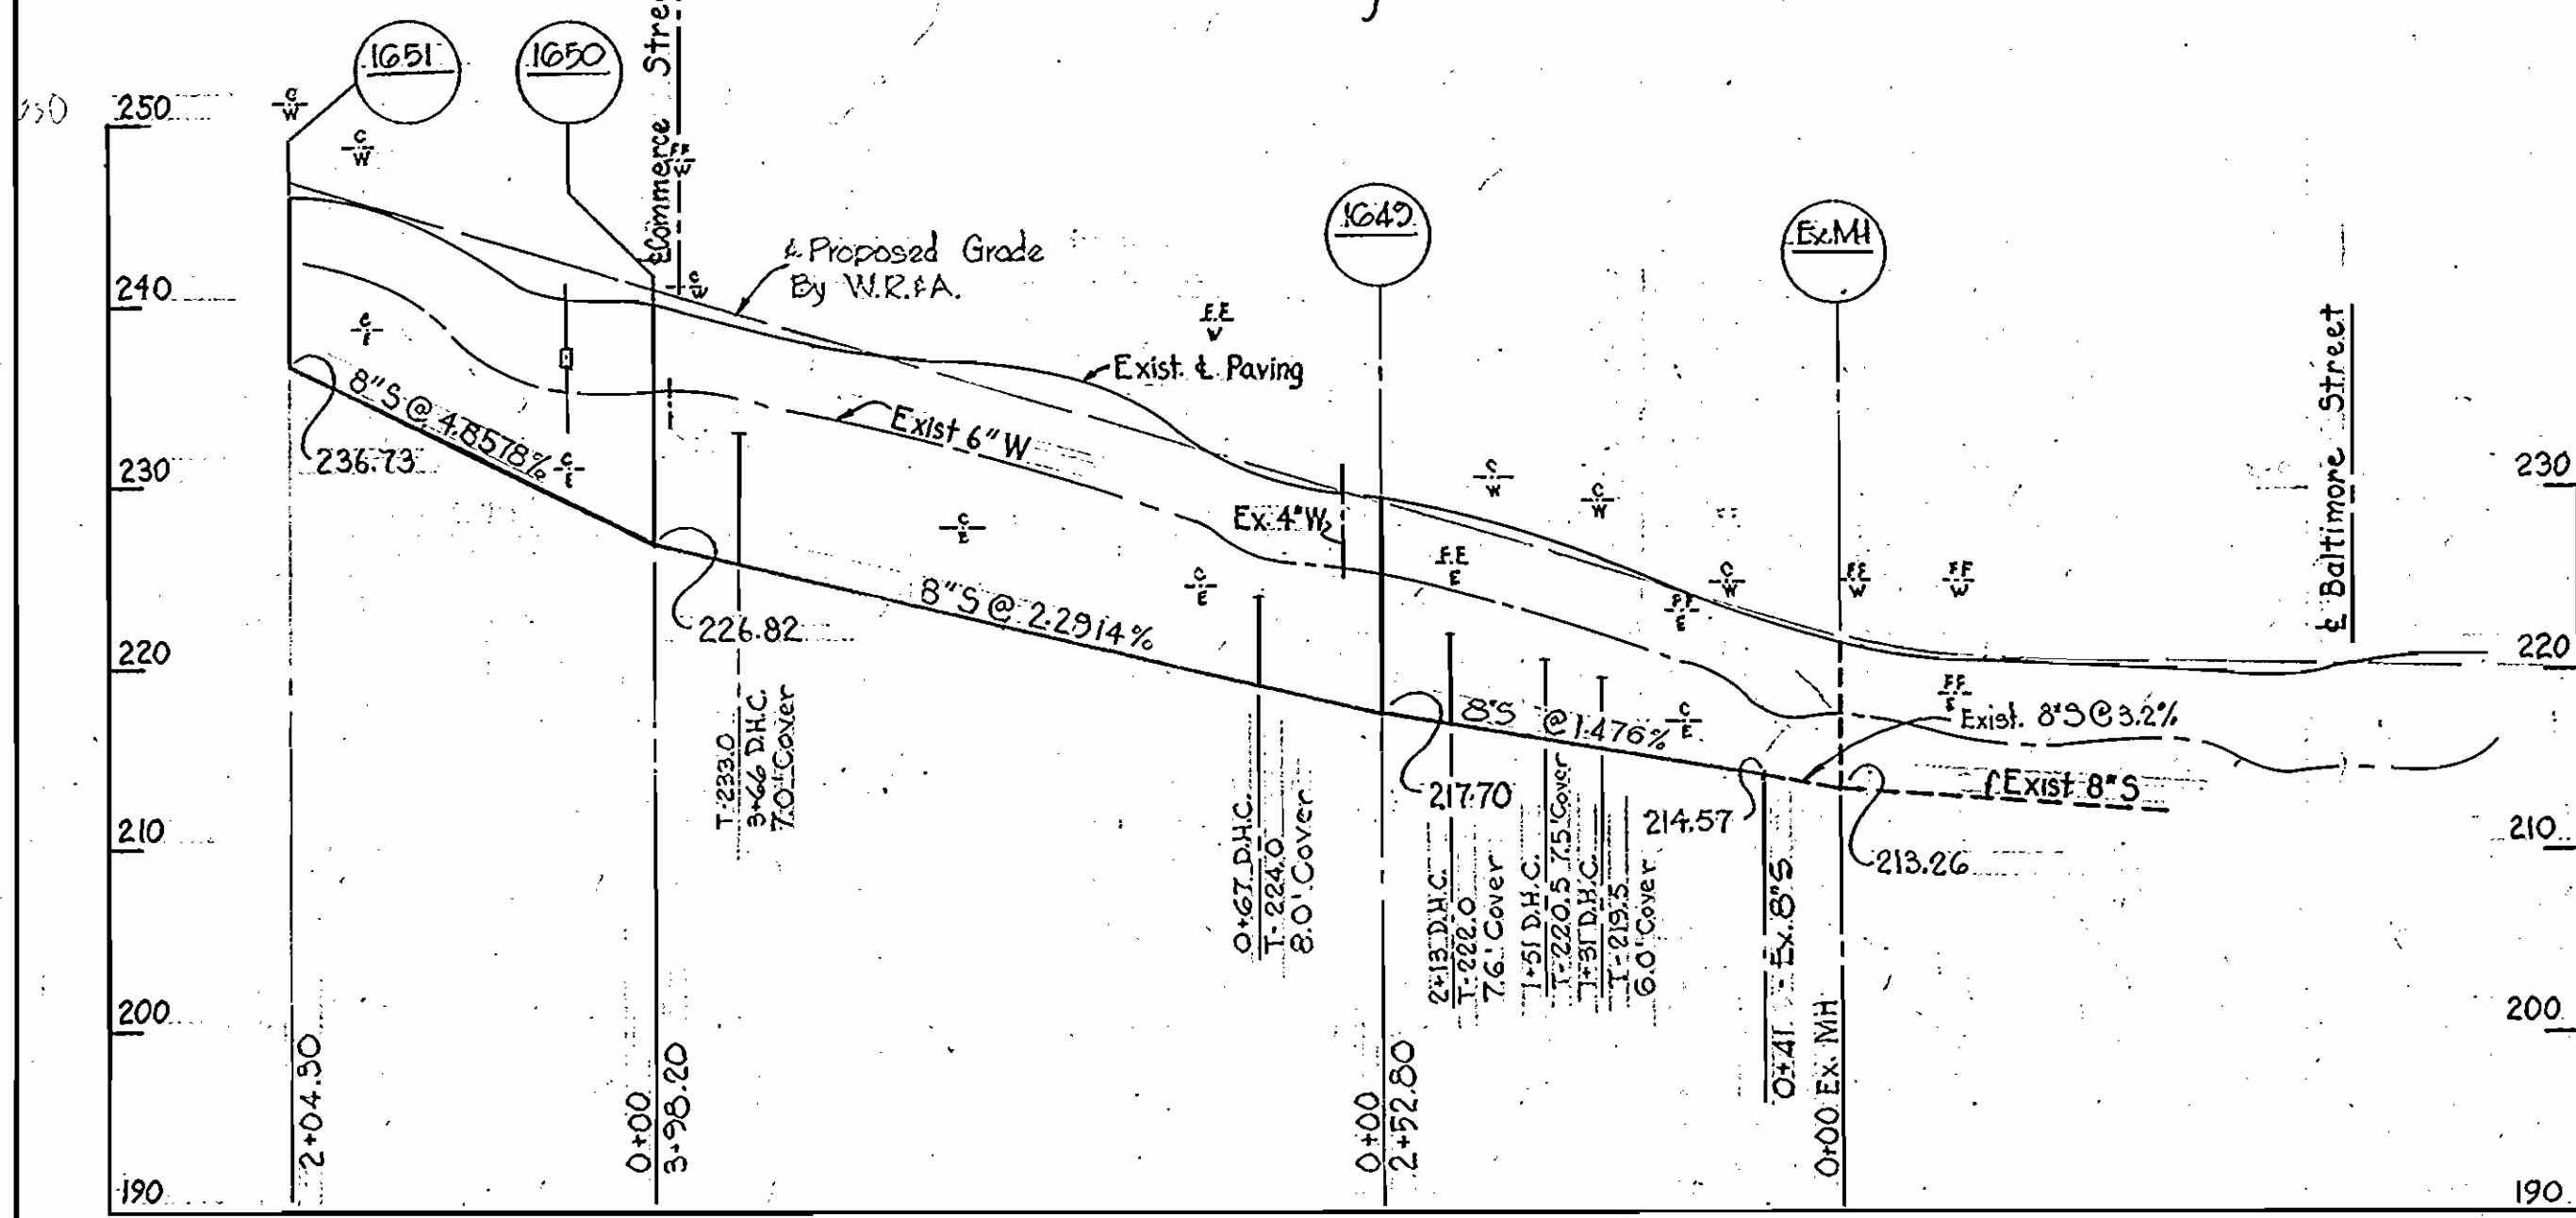 1651
1650
℄ Commerce
250
C
W
C
W
FF
W
1649
Ex.MH
240
℄ Proposed Grade
By W.R.&A.
C
W
F.F.
W
Exist. ℄ Paving
C
E
8"S @ 4.8578%
236.73
C
E
Exist 6" W
230
230
C
W
C
W
Ex. 4" W
C
E
F.F.
E
C
E
C
W
FF
W
FF
W
F.F.
E
℄ Baltimore Street
226.82
8"S @ 2.2914%
220
220
T-233.0
3+66 D.H.C.
7.0' Cover
8"S @ 1.476%
C
E
F.F.
E
Exist. 8"S @ 3.2%
Exist 8" S
217.70
214.57
213.26
210
210
0+67 D.H.C.
T-224.0
8.0' Cover
2+13 D.H.C.
T-222.0
7.6' Cover
1+51 D.H.C.
T-220.5 7.5' Cover
1+31 D.H.C.
T-219.5
6.0' Cover
0+41 - Ex. 8"S
0+00 Ex. MH
200
200
2+04.50
0+00
3+98.20
0+00
2+52.80
190
190